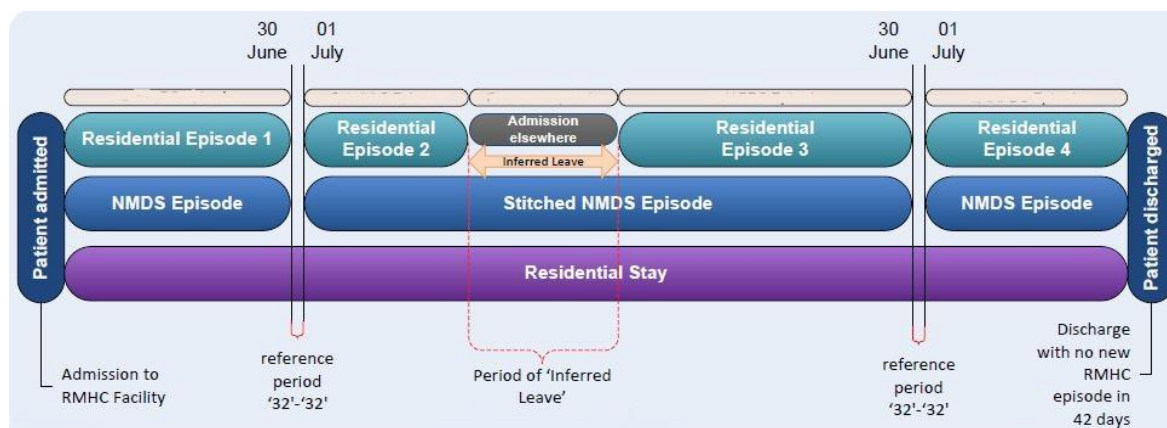 30
June
01
July
30
June
01
July
Patient admitted
Residential Episode 1
Residential
Episode 2
Admission
elsewhere
Inferred Leave
Residential
Episode 3
Residential
Episode 4
Patient discharged
NMDS Episode
Stitched NMDS Episode
NMDS Episode
Residential Stay
Admission to
RMHC Facility
reference
period
‘32'-‘32'
Period of ‘Inferred
Leave’
reference
period
‘32'-‘32'
Discharge
with no new
RMHC
episode in
42 days